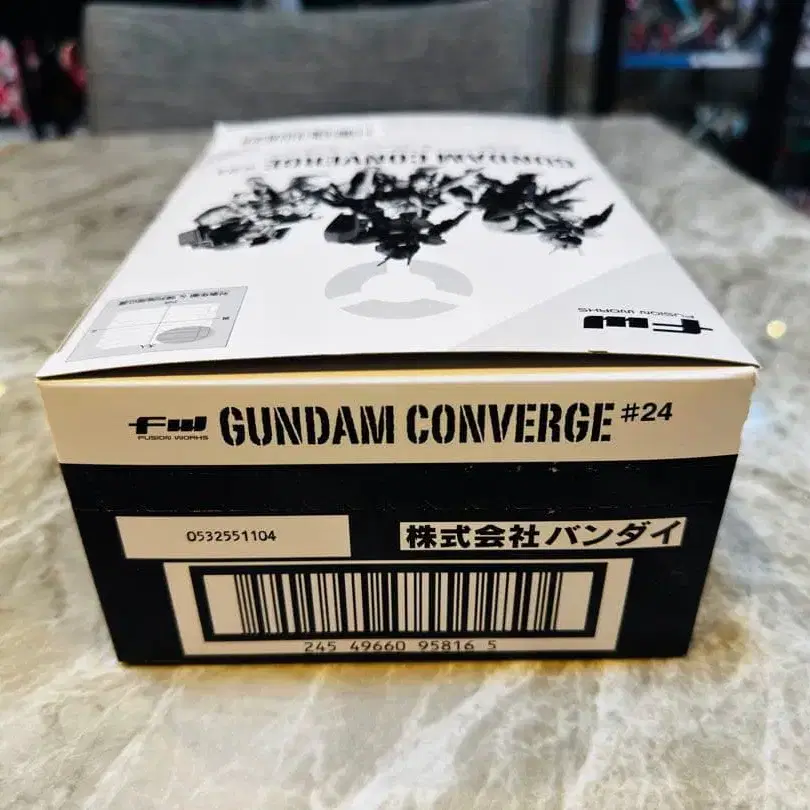 GUNDAM CONVERGE
fw
FUSION WORKS
fw
FUSION WORKS
GUNDAM CONVERGE #24
0532551104
株式会社バンダイ
245 49660 95816 5